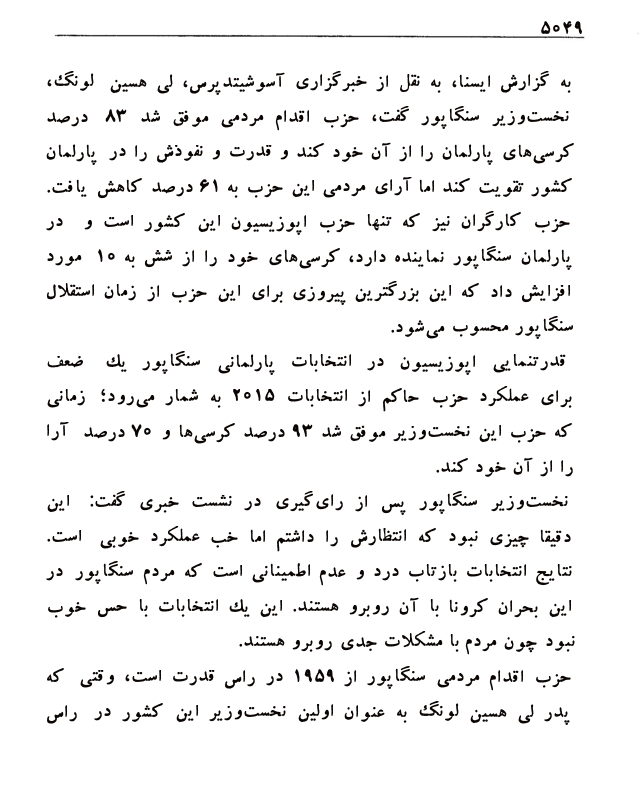 ۵۰۴۹
به گزارش ایسنا، به نقل از خبرگزاری آسوشیتدپرس، لی هسین لونگ،
نخست‌وزیر سنگاپور گفت، حزب اقدام مردمی موفق شد ۸۳ درصد
کرسی‌های پارلمان را از آن خود کند و قدرت و نفوذش را در پارلمان
کشور تقویت کند اما آرای مردمی این حزب به ۶۱ درصد کاهش یافت.
حزب کارگران نیز که تنها حزب اپوزیسیون این کشور است و در
پارلمان سنگاپور نماینده دارد، کرسی‌های خود را از شش به ۱۰ مورد
افزایش داد که این بزرگترین پیروزی برای این حزب از زمان استقلال
سنگاپور محسوب می‌شود.
قدرتنمایی اپوزیسیون در انتخابات پارلمانی سنگاپور یك ضعف
برای عملکرد حزب حاکم از انتخابات ۲۰۱۵ به شمار می‌رود؛ زمانی
که حزب این نخست‌وزیر موفق شد ۹۳ درصد کرسی‌ها و ۷۰ درصد آرا
را از آن خود کند.
نخست‌وزیر سنگاپور پس از رای‌گیری در نشست خبری گفت: این
دقیقا چیزی نبود که انتظارش را داشتم اما خب عملکرد خوبی است.
نتایج انتخابات بازتاب درد و عدم اطمینانی است که مردم سنگاپور در
این بحران کرونا با آن روبرو هستند. این یك انتخابات با حس خوب
نبود چون مردم با مشکلات جدی روبرو هستند.
حزب اقدام مردمی سنگاپور از ۱۹۵۹ در راس قدرت است، وقتی که
پدر لی هسین لونگ به عنوان اولین نخست‌وزیر این کشور در راس